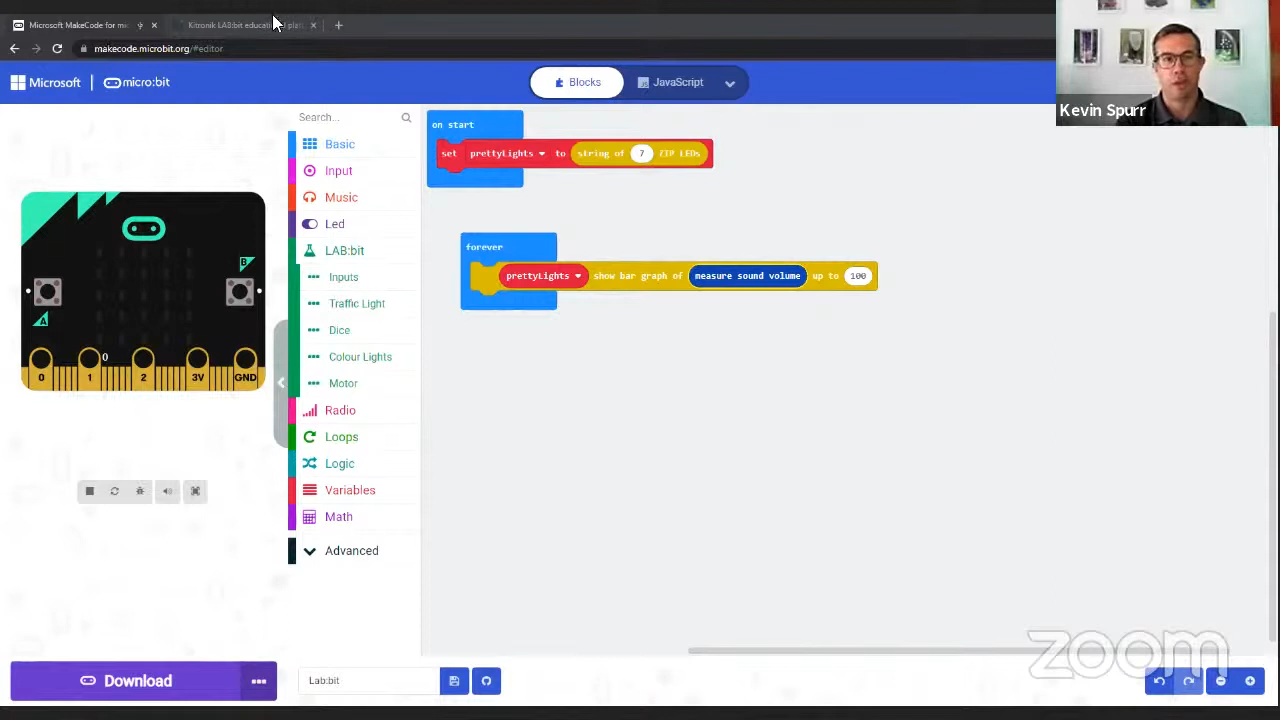 Microsoft MakeCode for mic
Kitronik LAB:bit educational platf
makecode.microbit.org/#editor
Microsoft
micro:bit
Blocks
JavaScript
Kevin Spurr
Search...
Basic
Input
Music
Led
LAB:bit
Inputs
Traffic Light
Dice
Colour Lights
Motor
Radio
Loops
Logic
Variables
Math
Advanced
on start
set prettyLights to string of 7 ZIP LEDs
forever
prettyLights show bar graph of measure sound volume up to 100
B
A
0
0 1 2 3V GND
Download
Lab:bit
zoom